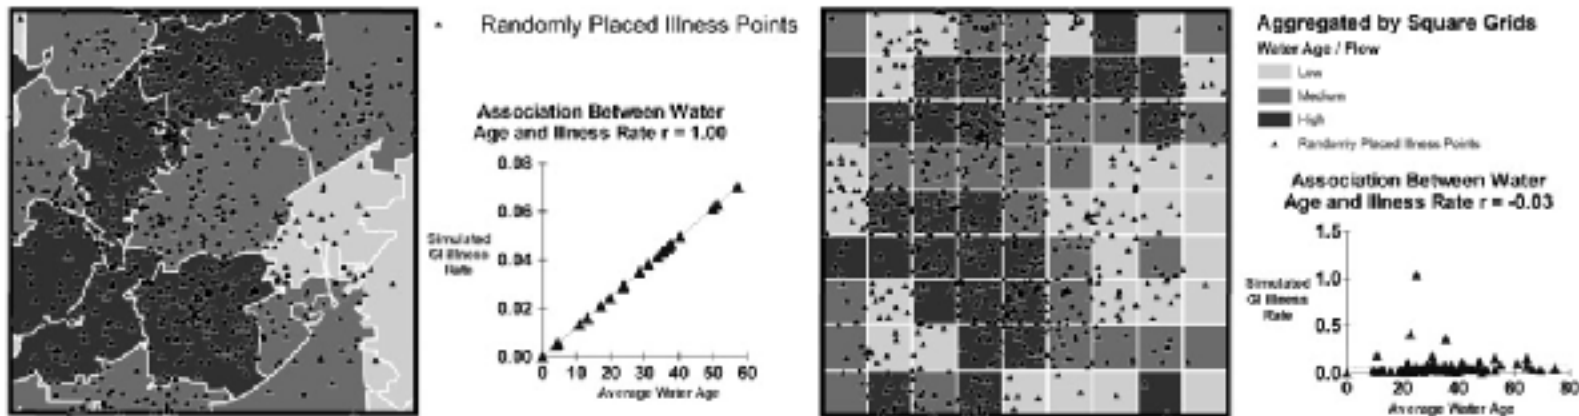 Randomly Placed Illness Points
Association Between Water
Age and Illness Rate r = 1.00
0.08
0.06
0.04
0.02
0.00
Simulated
GI Illness
Rate
0 10 20 30 40 50 60
Average Water Age
Aggregated by Square Grids
Water Age / Flow
Low
Medium
High
Randomly Placed Illness Points
Association Between Water
Age and Illness Rate r = -0.03
1.5
1.0
0.5
0.0
Simulated
GI Illness
Rate
0 20 40 60 80
Average Water Age